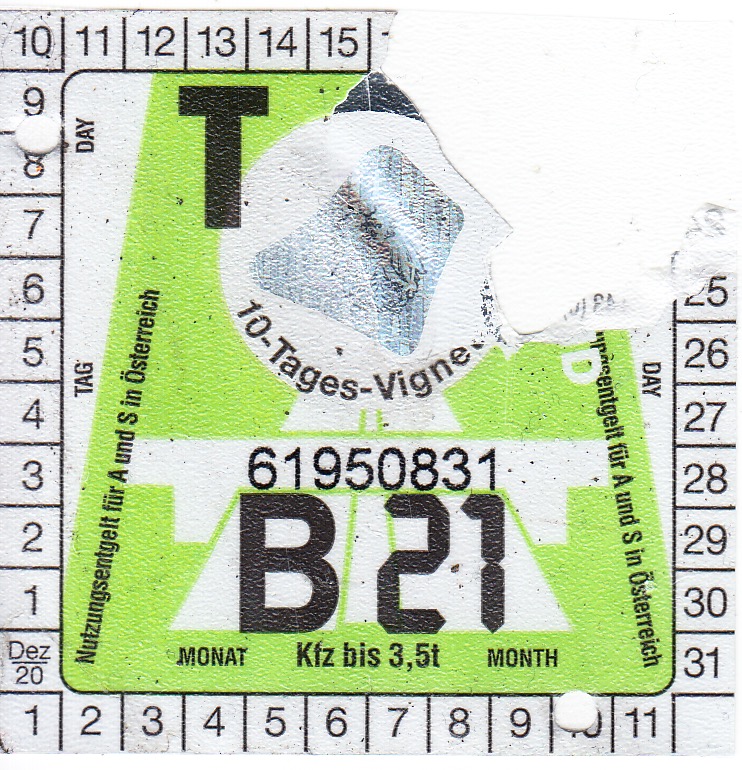 10 11 12 13 14 15
9
8
7
6
5
4
3
2
1
Dez
20
1 2 3 4 5 6 7 8 9 10 11
25
26
27
28
29
30
31
DAY
TAG
DAY
T
10-Tages-Vigne
D
Nutzungsentgelt für A und S in Österreich
für A und S in Österreich
61950831
B 21
MONAT Kfz bis 3,5t MONTH